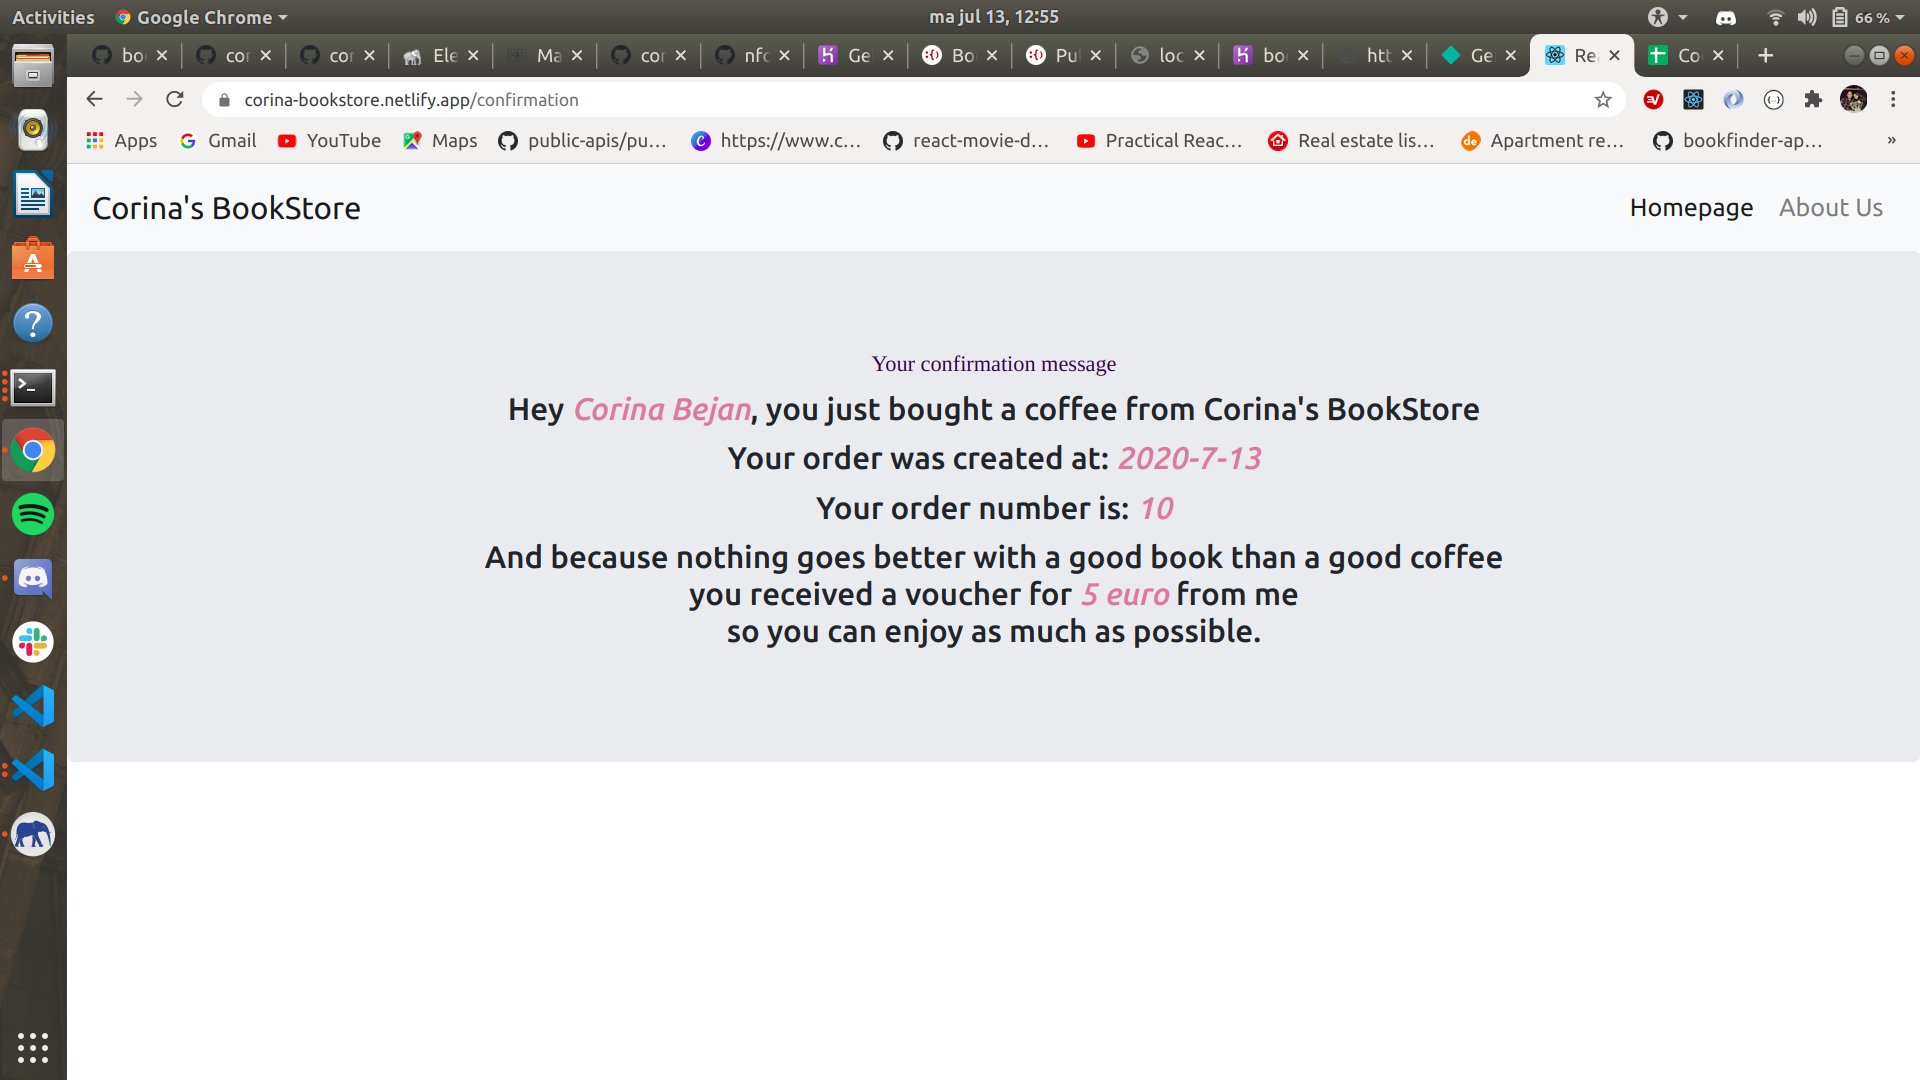 Activities Google Chrome ma jul 13, 12:55 66 %
boo cor cor Ele Ma cor nfc Ge Bo Pu loc bo htt Ge Re Co
corina-bookstore.netlify.app/confirmation
Apps Gmail YouTube Maps public-apis/pu... https://www.c... react-movie-d... Practical Reac... Real estate lis... Apartment re... bookfinder-ap... »
Corina's BookStore Homepage About Us
Your confirmation message
Hey Corina Bejan, you just bought a coffee from Corina's BookStore
Your order was created at: 2020-7-13
Your order number is: 10
And because nothing goes better with a good book than a good coffee
you received a voucher for 5 euro from me
so you can enjoy as much as possible.